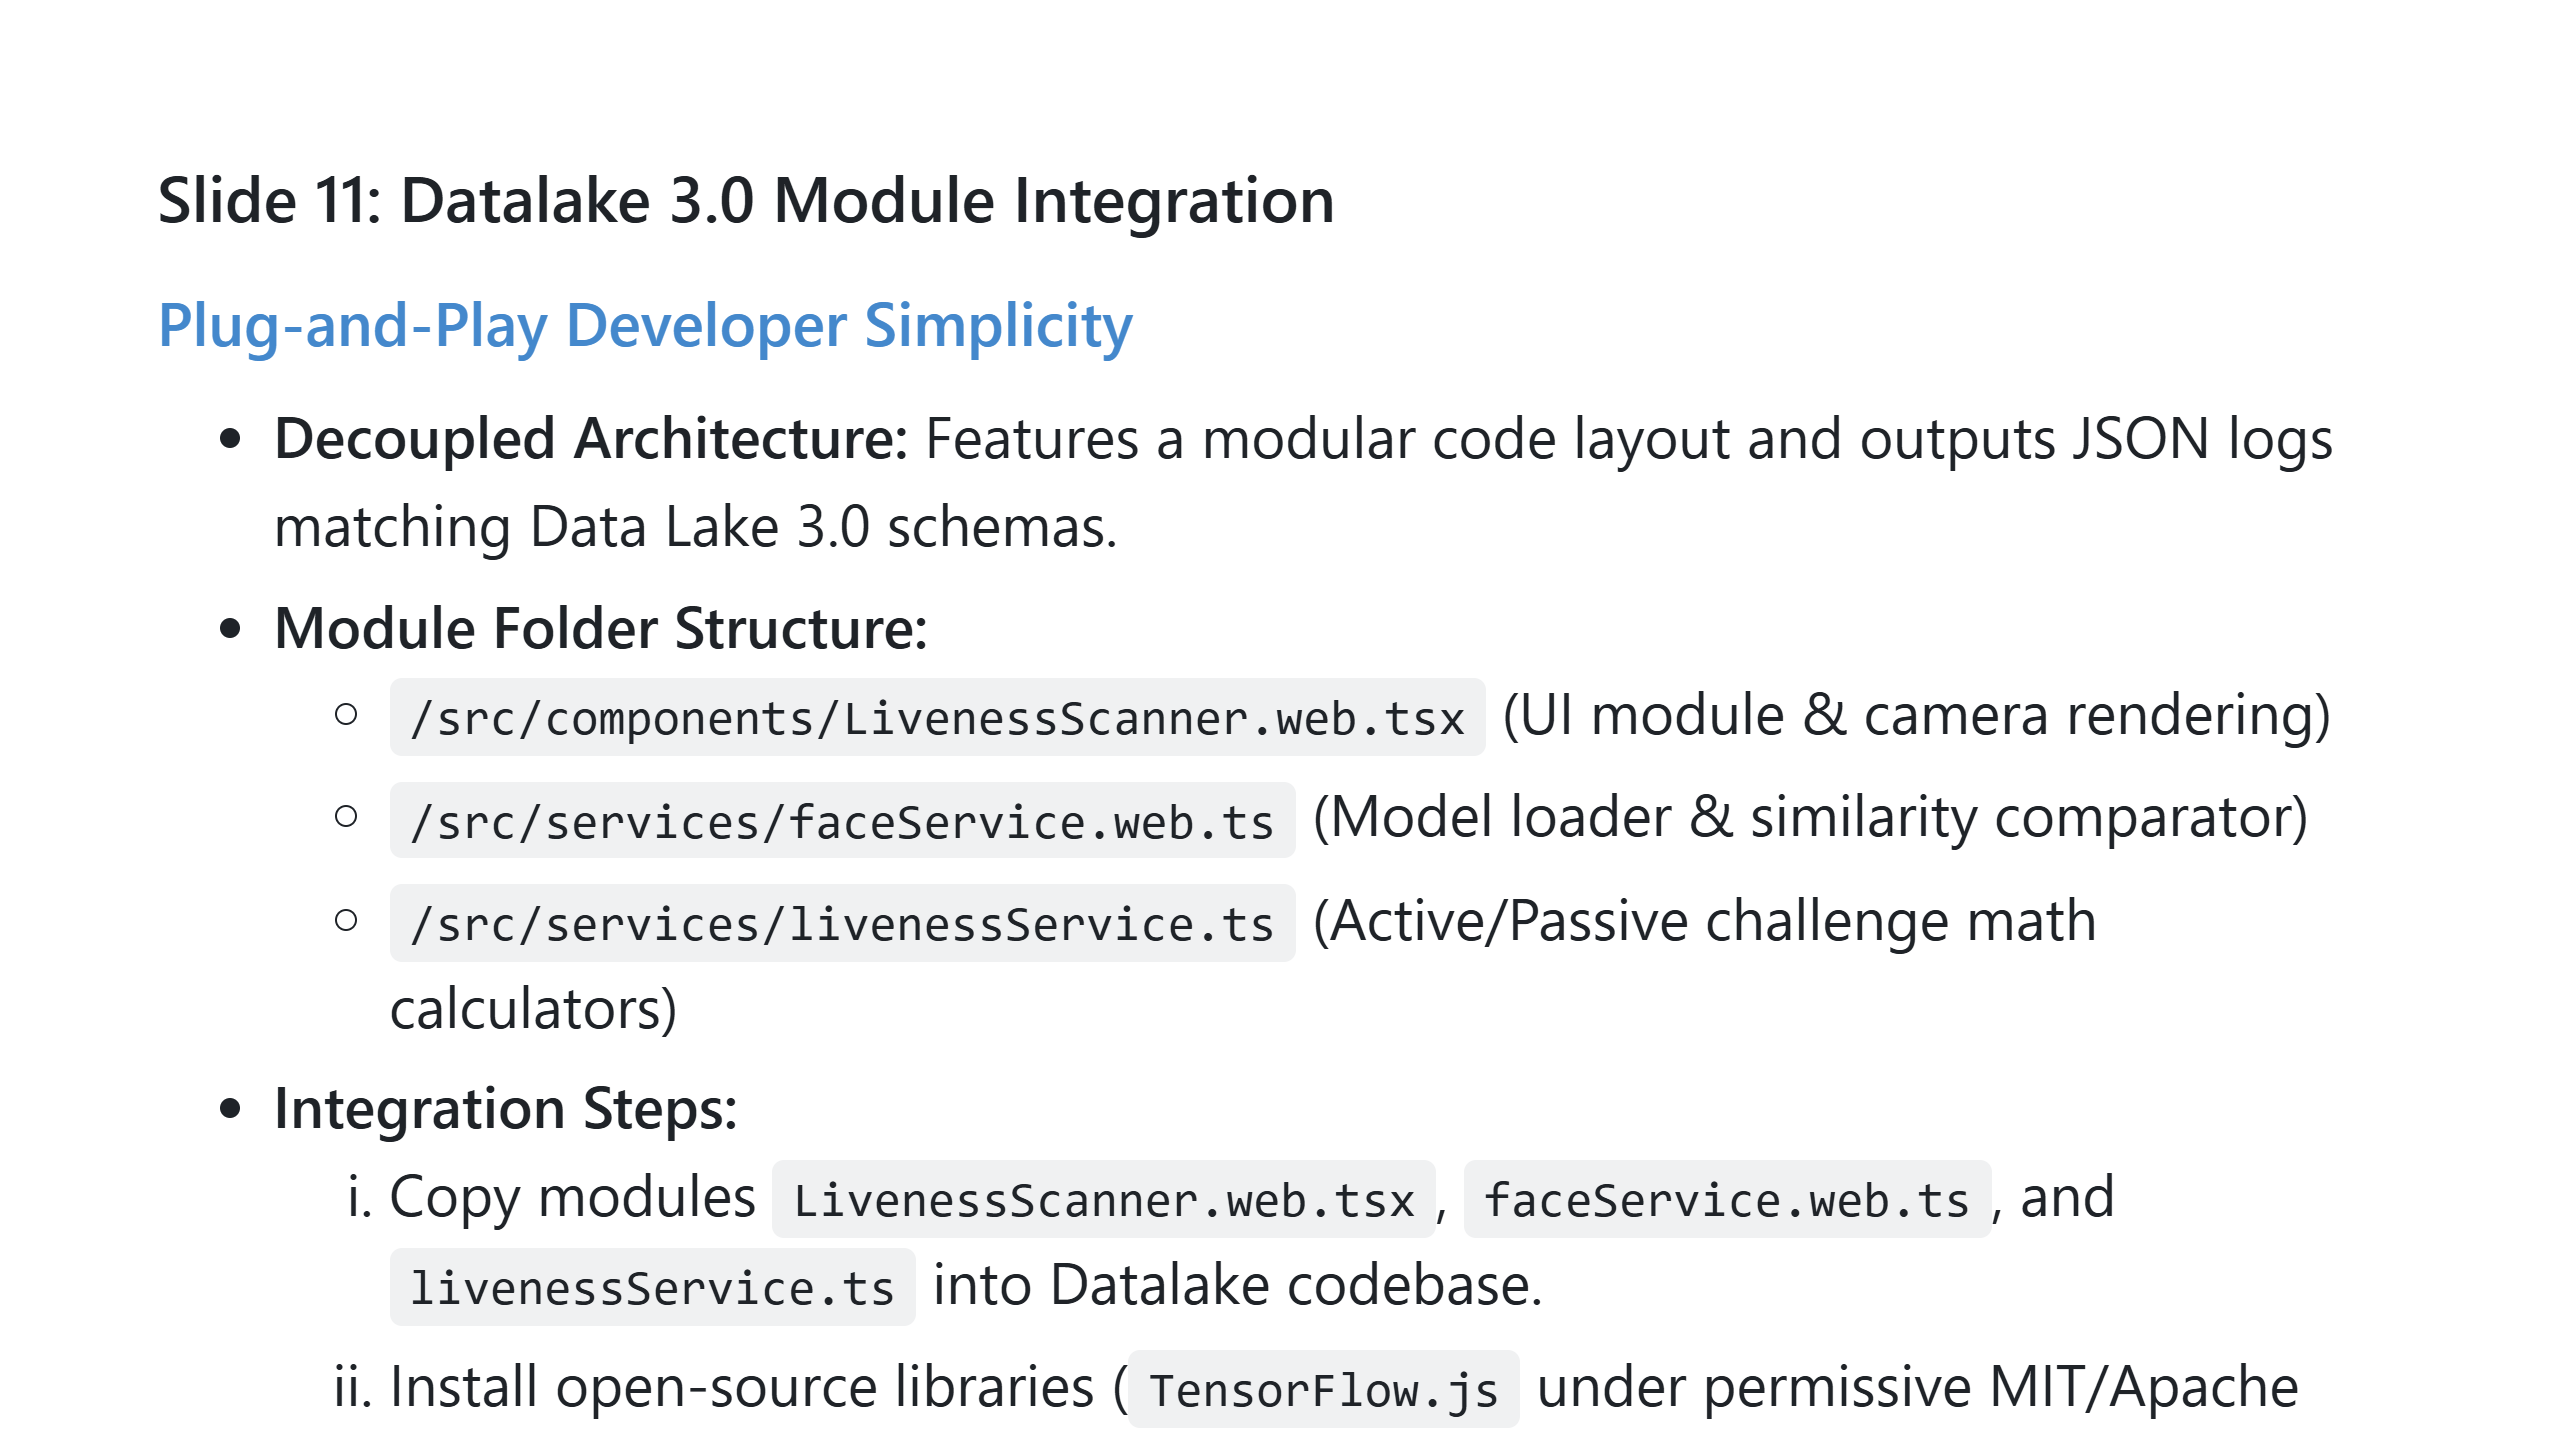 Slide 11: Datalake 3.0 Module Integration
Plug-and-Play Developer Simplicity
• Decoupled Architecture: Features a modular code layout and outputs JSON logs
matching Data Lake 3.0 schemas.
• Module Folder Structure:
○ /src/components/LivenessScanner.web.tsx (UI module & camera rendering)
○ /src/services/faceService.web.ts (Model loader & similarity comparator)
○ /src/services/livenessService.ts (Active/Passive challenge math
calculators)
• Integration Steps:
i. Copy modules LivenessScanner.web.tsx, faceService.web.ts, and
livenessService.ts into Datalake codebase.
ii. Install open-source libraries (TensorFlow.js under permissive MIT/Apache